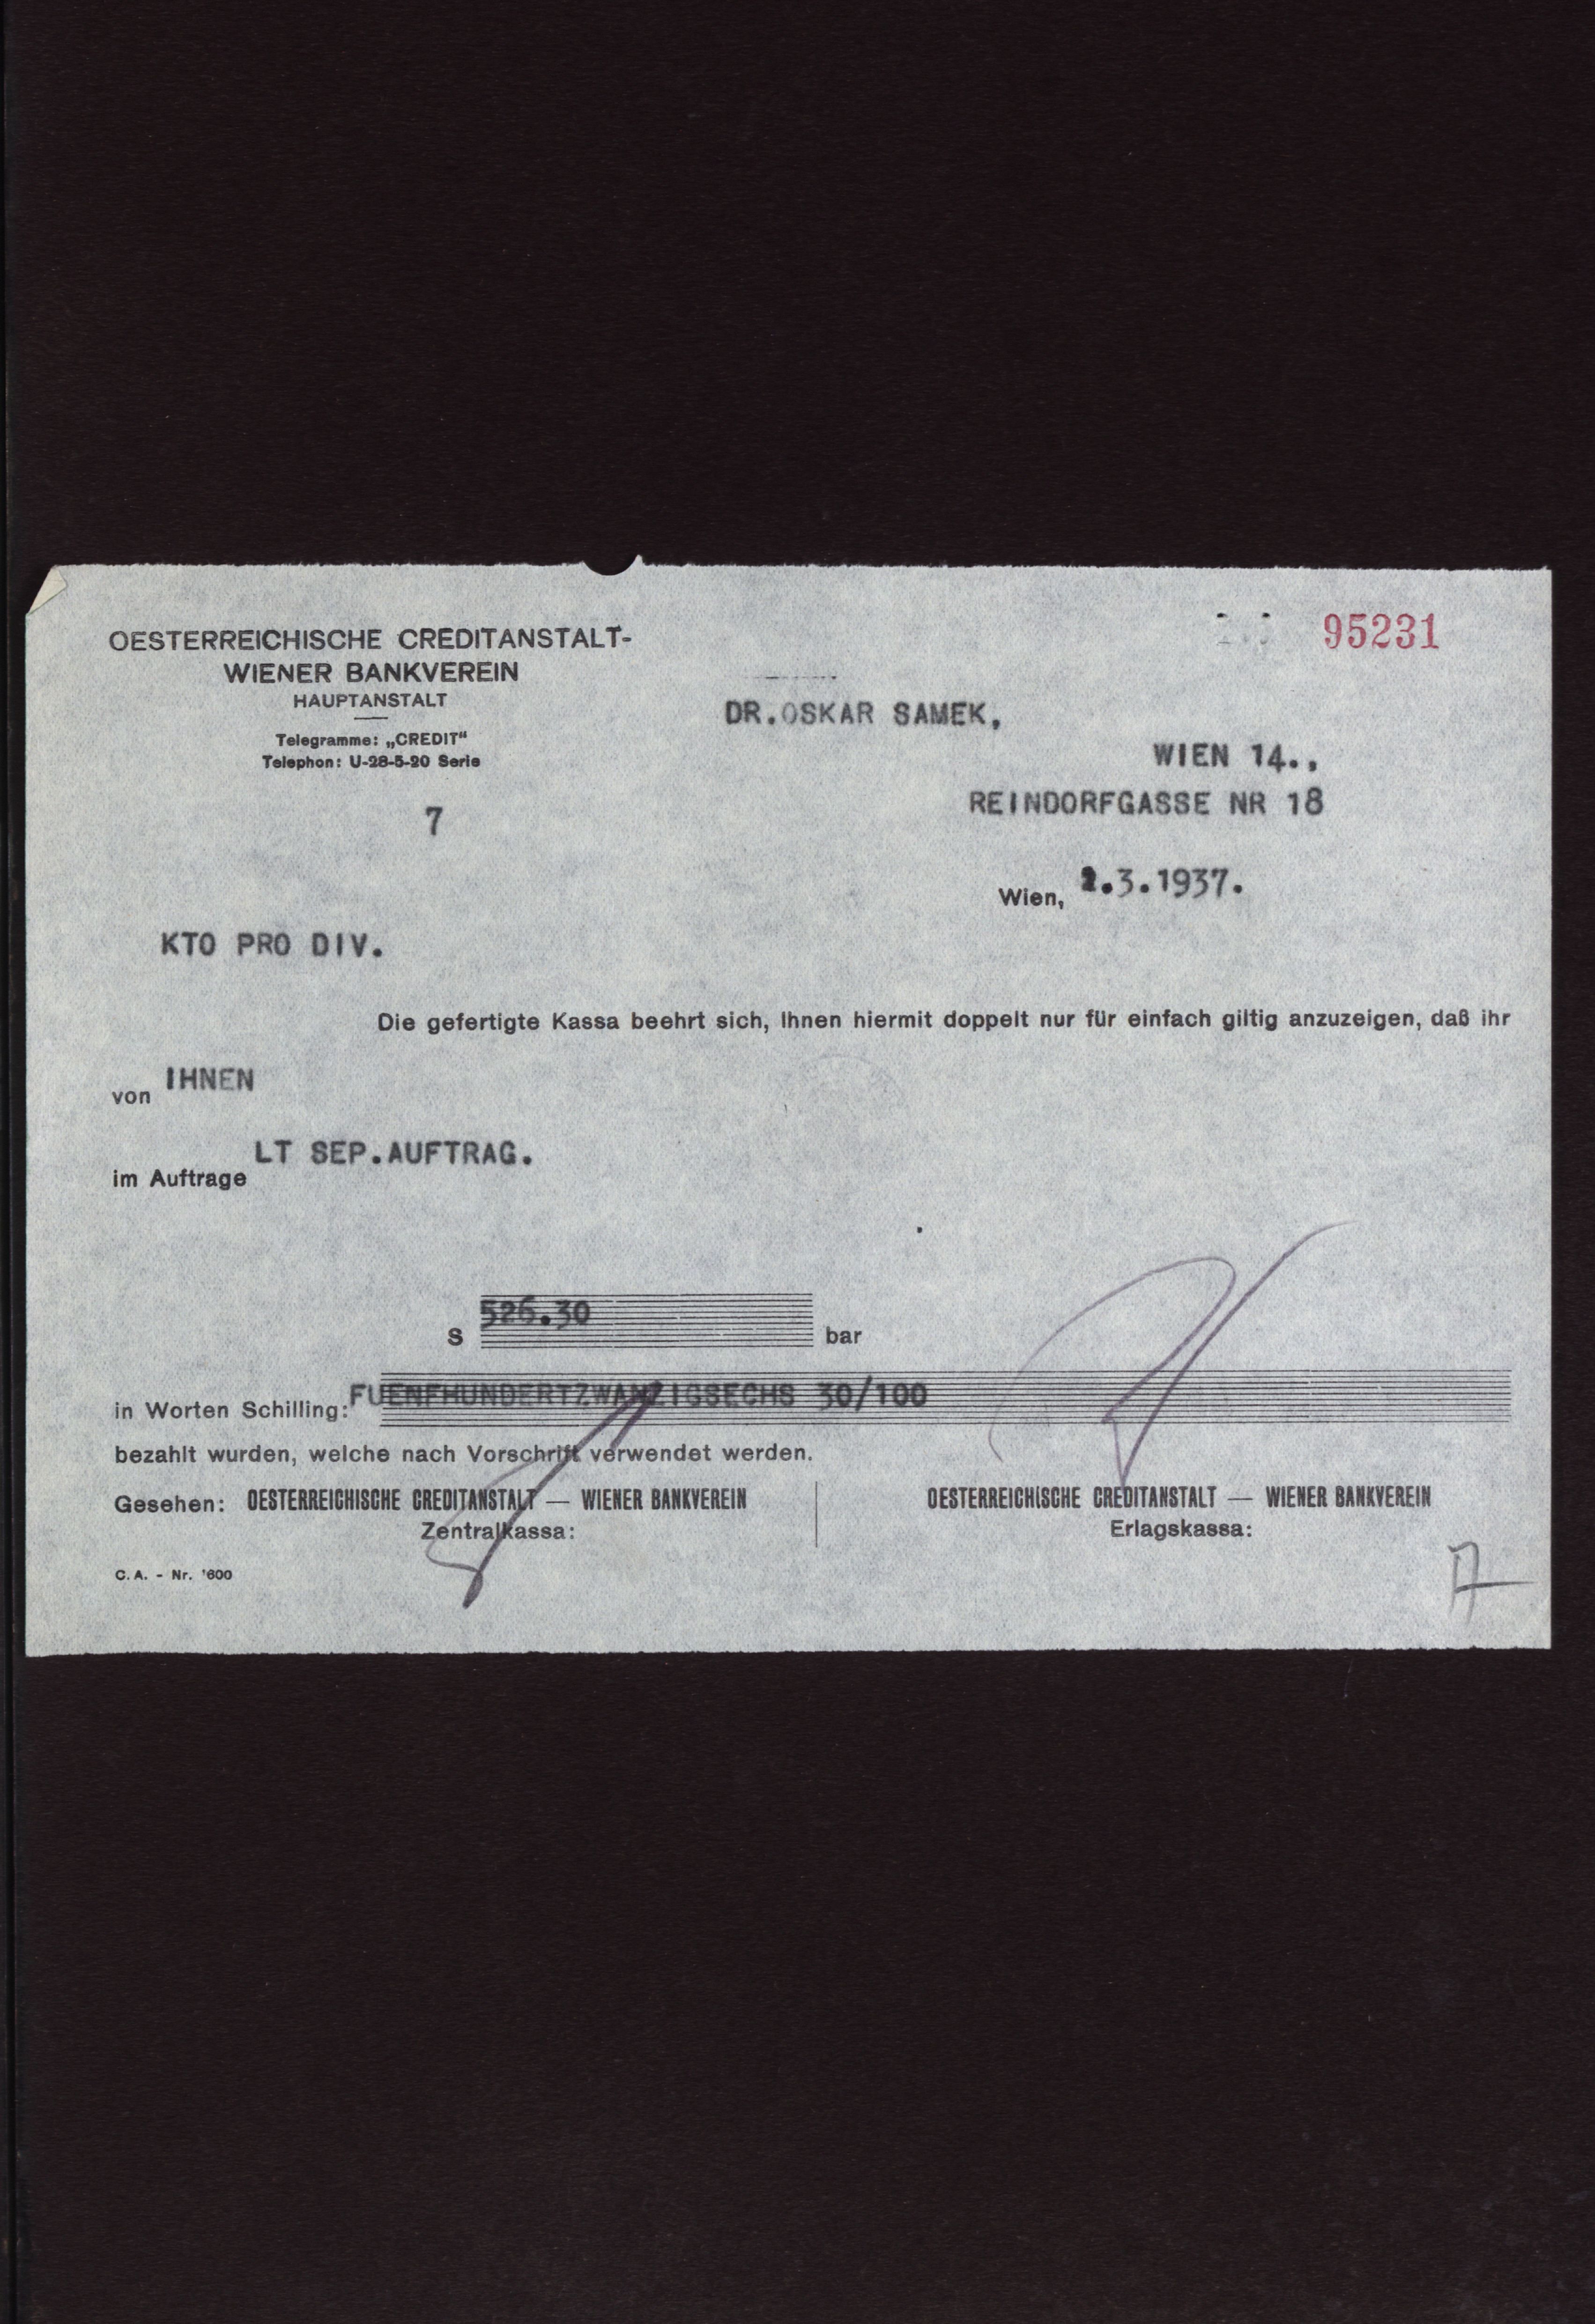 OESTERREICHISCHE CREDITANSTALT-
WIENER BANKVEREIN
HAUPTANSTALT
Telegramme: „CREDIT“
Telephon: U-28-5-20 Serie
7
95231
DR.OSKAR SAMEK,
WIEN 14.,
REINDORFGASSE NR 18
Wien, .3.1937.
KTO PRO DIV.
Die gefertigte Kassa beehrt sich, Ihnen hiermit doppelt nur für einfach giltig anzuzeigen, daß ihr
von IHNEN
im Auftrage LT SEP.AUFTRAG.
S 526.30 bar
in Worten Schilling: FUENFHUNDERTZWANZIGSECHS 30/100
bezahlt wurden, welche nach Vorschrift verwendet werden.
Gesehen: OESTERREICHISCHE CREDITANSTALT — WIENER BANKVEREIN
Zentralkassa:
OESTERREICHISCHE CREDITANSTALT — WIENER BANKVEREIN
Erlagskassa:
C.A. - Nr. '600